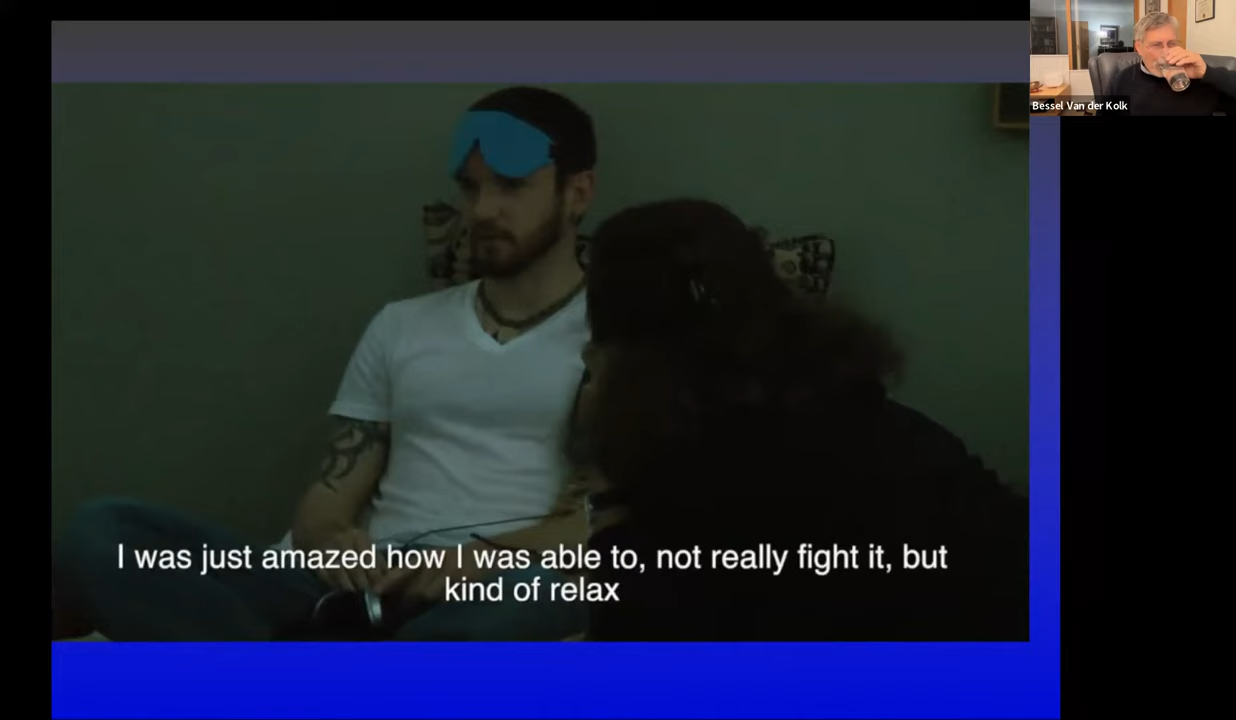 Bessel Van der Kolk
I was just amazed how I was able to, not really fight it, but
kind of relax